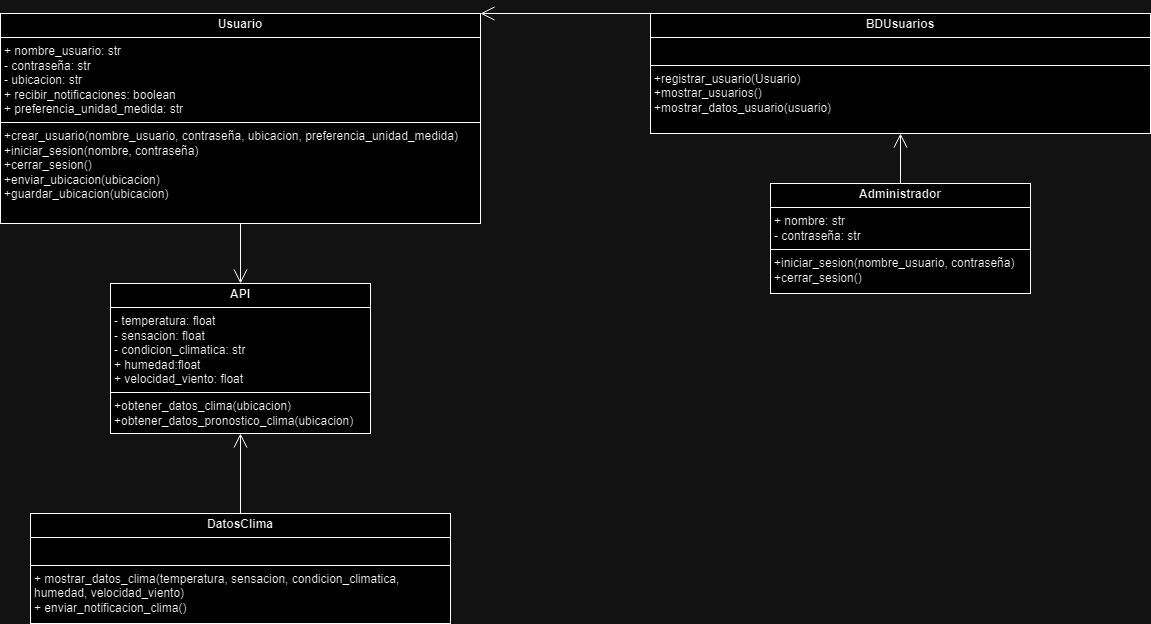 Usuario
+ nombre_usuario: str
- contraseña: str
- ubicacion: str
+ recibir_notificaciones: boolean
+ preferencia_unidad_medida: str
+crear_usuario(nombre_usuario, contraseña, ubicacion, preferencia_unidad_medida)
+iniciar_sesion(nombre, contraseña)
+cerrar_sesion()
+enviar_ubicacion(ubicacion)
+guardar_ubicacion(ubicacion)
BDUsuarios
+registrar_usuario(Usuario)
+mostrar_usuarios()
+mostrar_datos_usuario(usuario)
Administrador
+ nombre: str
- contraseña: str
+iniciar_sesion(nombre_usuario, contraseña)
+cerrar_sesion()
API
- temperatura: float
- sensacion: float
- condicion_climatica: str
+ humedad:float
+ velocidad_viento: float
+obtener_datos_clima(ubicacion)
+obtener_datos_pronostico_clima(ubicacion)
DatosClima
+ mostrar_datos_clima(temperatura, sensacion, condicion_climatica,
humedad, velocidad_viento)
+ enviar_notificacion_clima()